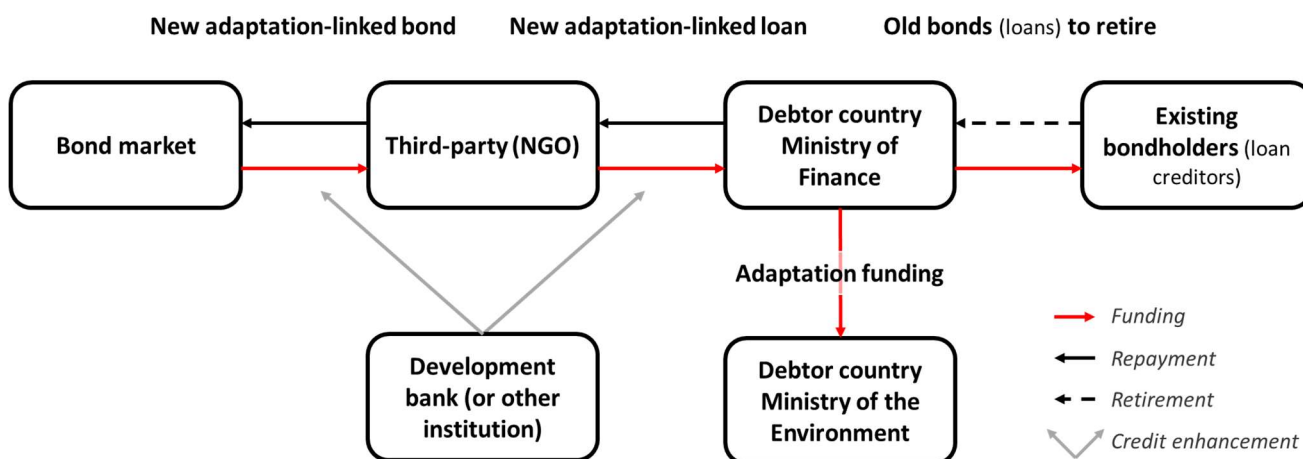 New adaptation-linked bond
New adaptation-linked loan
Old bonds (loans) to retire
Bond market
Third-party (NGO)
Debtor country
Ministry of
Finance
Existing
bondholders (loan
creditors)
Adaptation funding
Development
bank (or other
institution)
Debtor country
Ministry of the
Environment
Funding
Repayment
Retirement
Credit enhancement